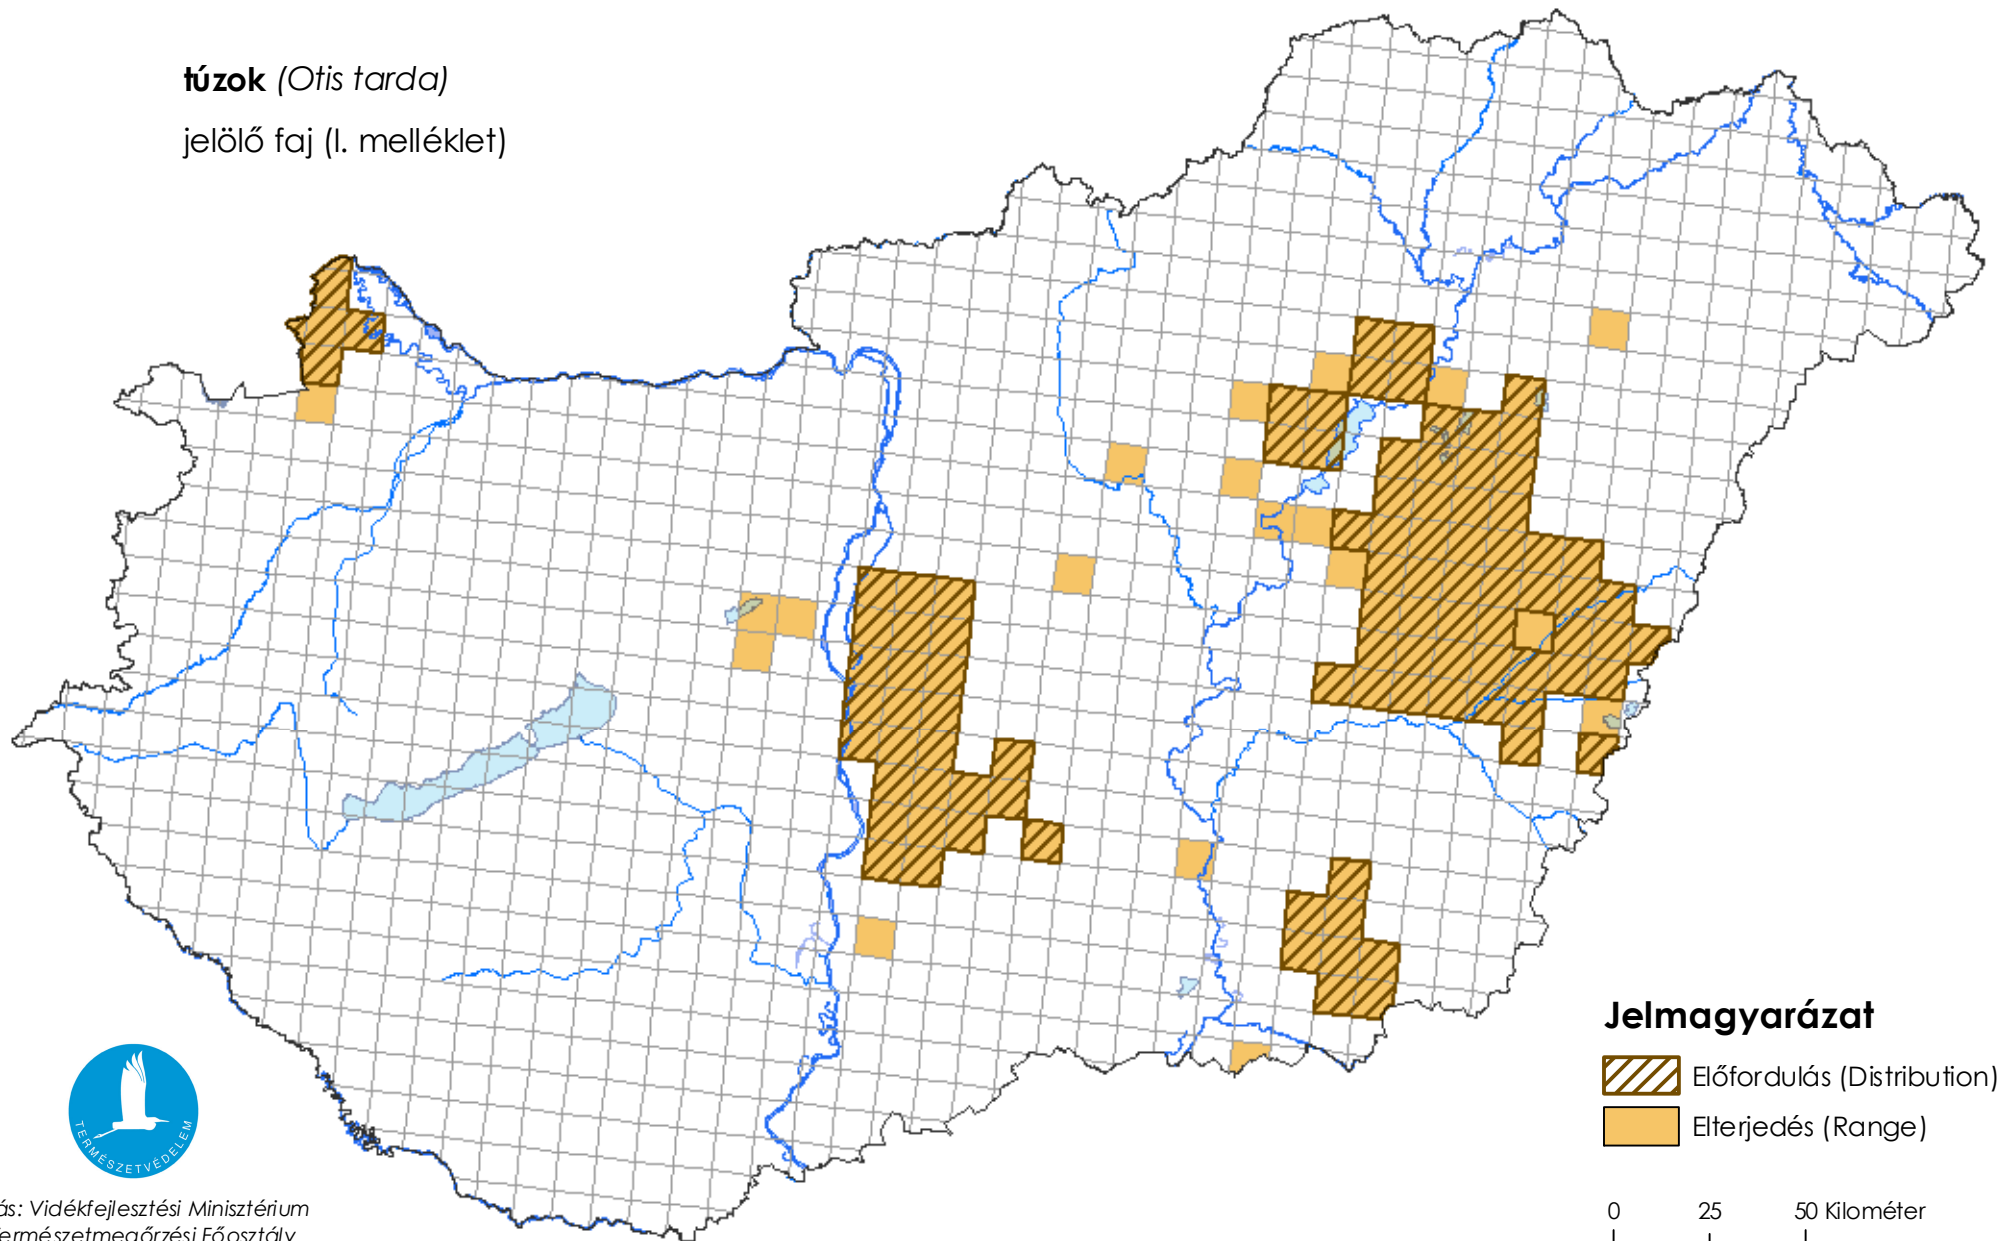 túzok (Otis tarda)
jelölő faj (I. melléklet)
Jelmagyarázat
Előfordulás (Distribution)
Elterjedés (Range)
0 25 50 Kilométer
TERMÉSZETVÉDELEM
Vidékfejlesztési Minisztérium
Természetmegőrzési Főosztály